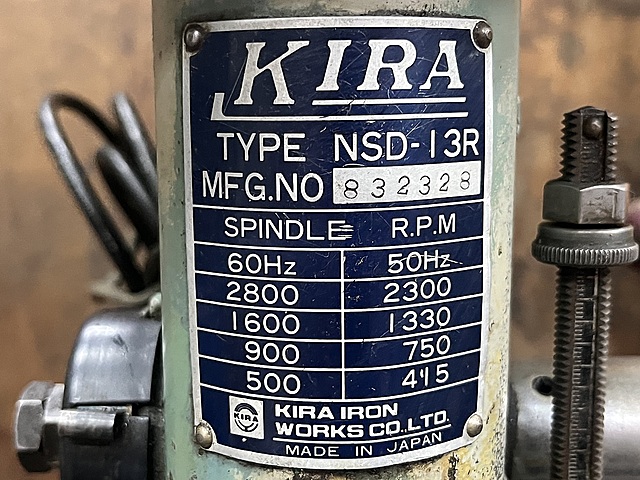 KIRA
TYPE NSD-13R
MFG.NO 832328
SPINDLE R.P.M
60Hz 50Hz
2800 2300
1600 1330
900 750
500 415
KIRA KIRA IRON
WORKS CO.,LTD.
MADE IN JAPAN